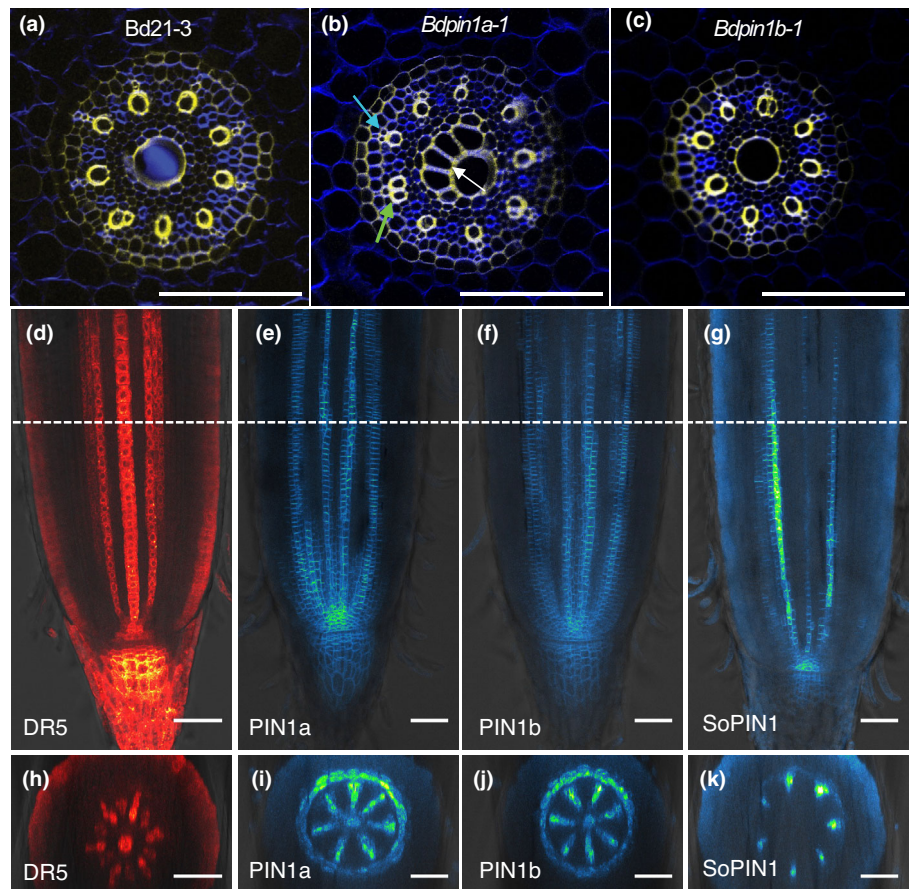 (a) Bd21-3
(b) Bdpin1a-1
(c) Bdpin1b-1
(d)
(e)
(f)
(g)
DR5
PIN1a
PIN1b
SoPIN1
(h)
(i)
(j)
(k)
DR5
PIN1a
PIN1b
SoPIN1